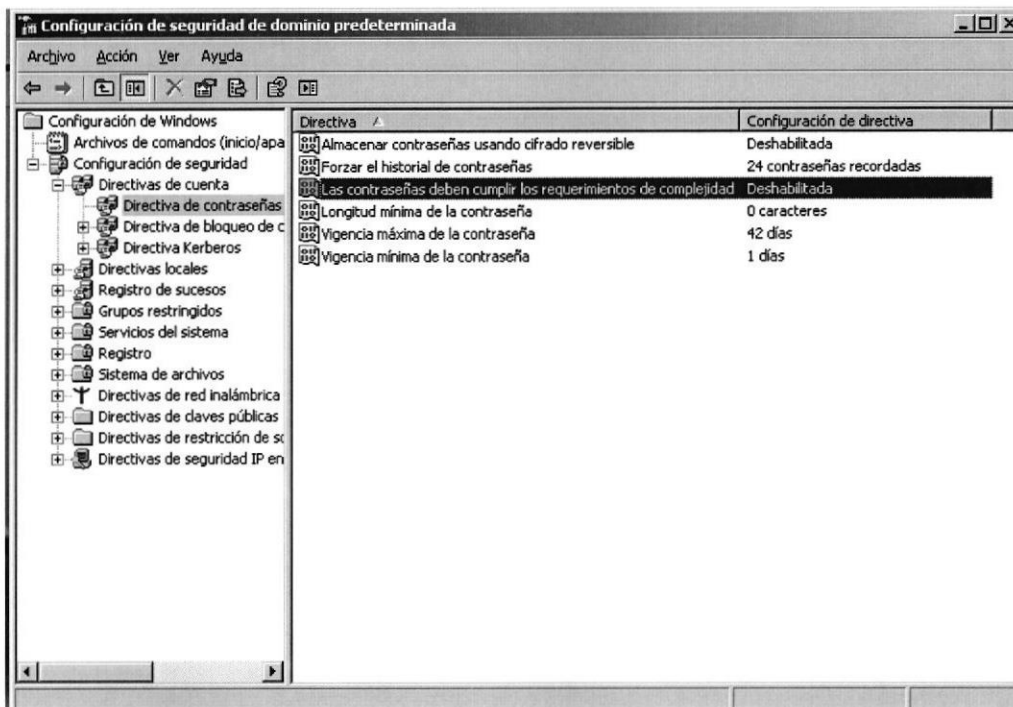 Configuración de seguridad de dominio predeterminada
Archivo Acción Ver Ayuda
Configuración de Windows
Archivos de comandos (inicio/apa
Configuración de seguridad
Directivas de cuenta
Directiva de contraseñas
Directiva de bloqueo de c
Directiva Kerberos
Directivas locales
Registro de sucesos
Grupos restringidos
Servicios del sistema
Registro
Sistema de archivos
Directivas de red inalámbrica
Directivas de claves públicas
Directivas de restricción de so
Directivas de seguridad IP en
Directiva Configuración de directiva
Almacenar contraseñas usando cifrado reversible Deshabilitada
Forzar el historial de contraseñas 24 contraseñas recordadas
Las contraseñas deben cumplir los requerimientos de complejidad Deshabilitada
Longitud mínima de la contraseña 0 caracteres
Vigencia máxima de la contraseña 42 días
Vigencia mínima de la contraseña 1 días